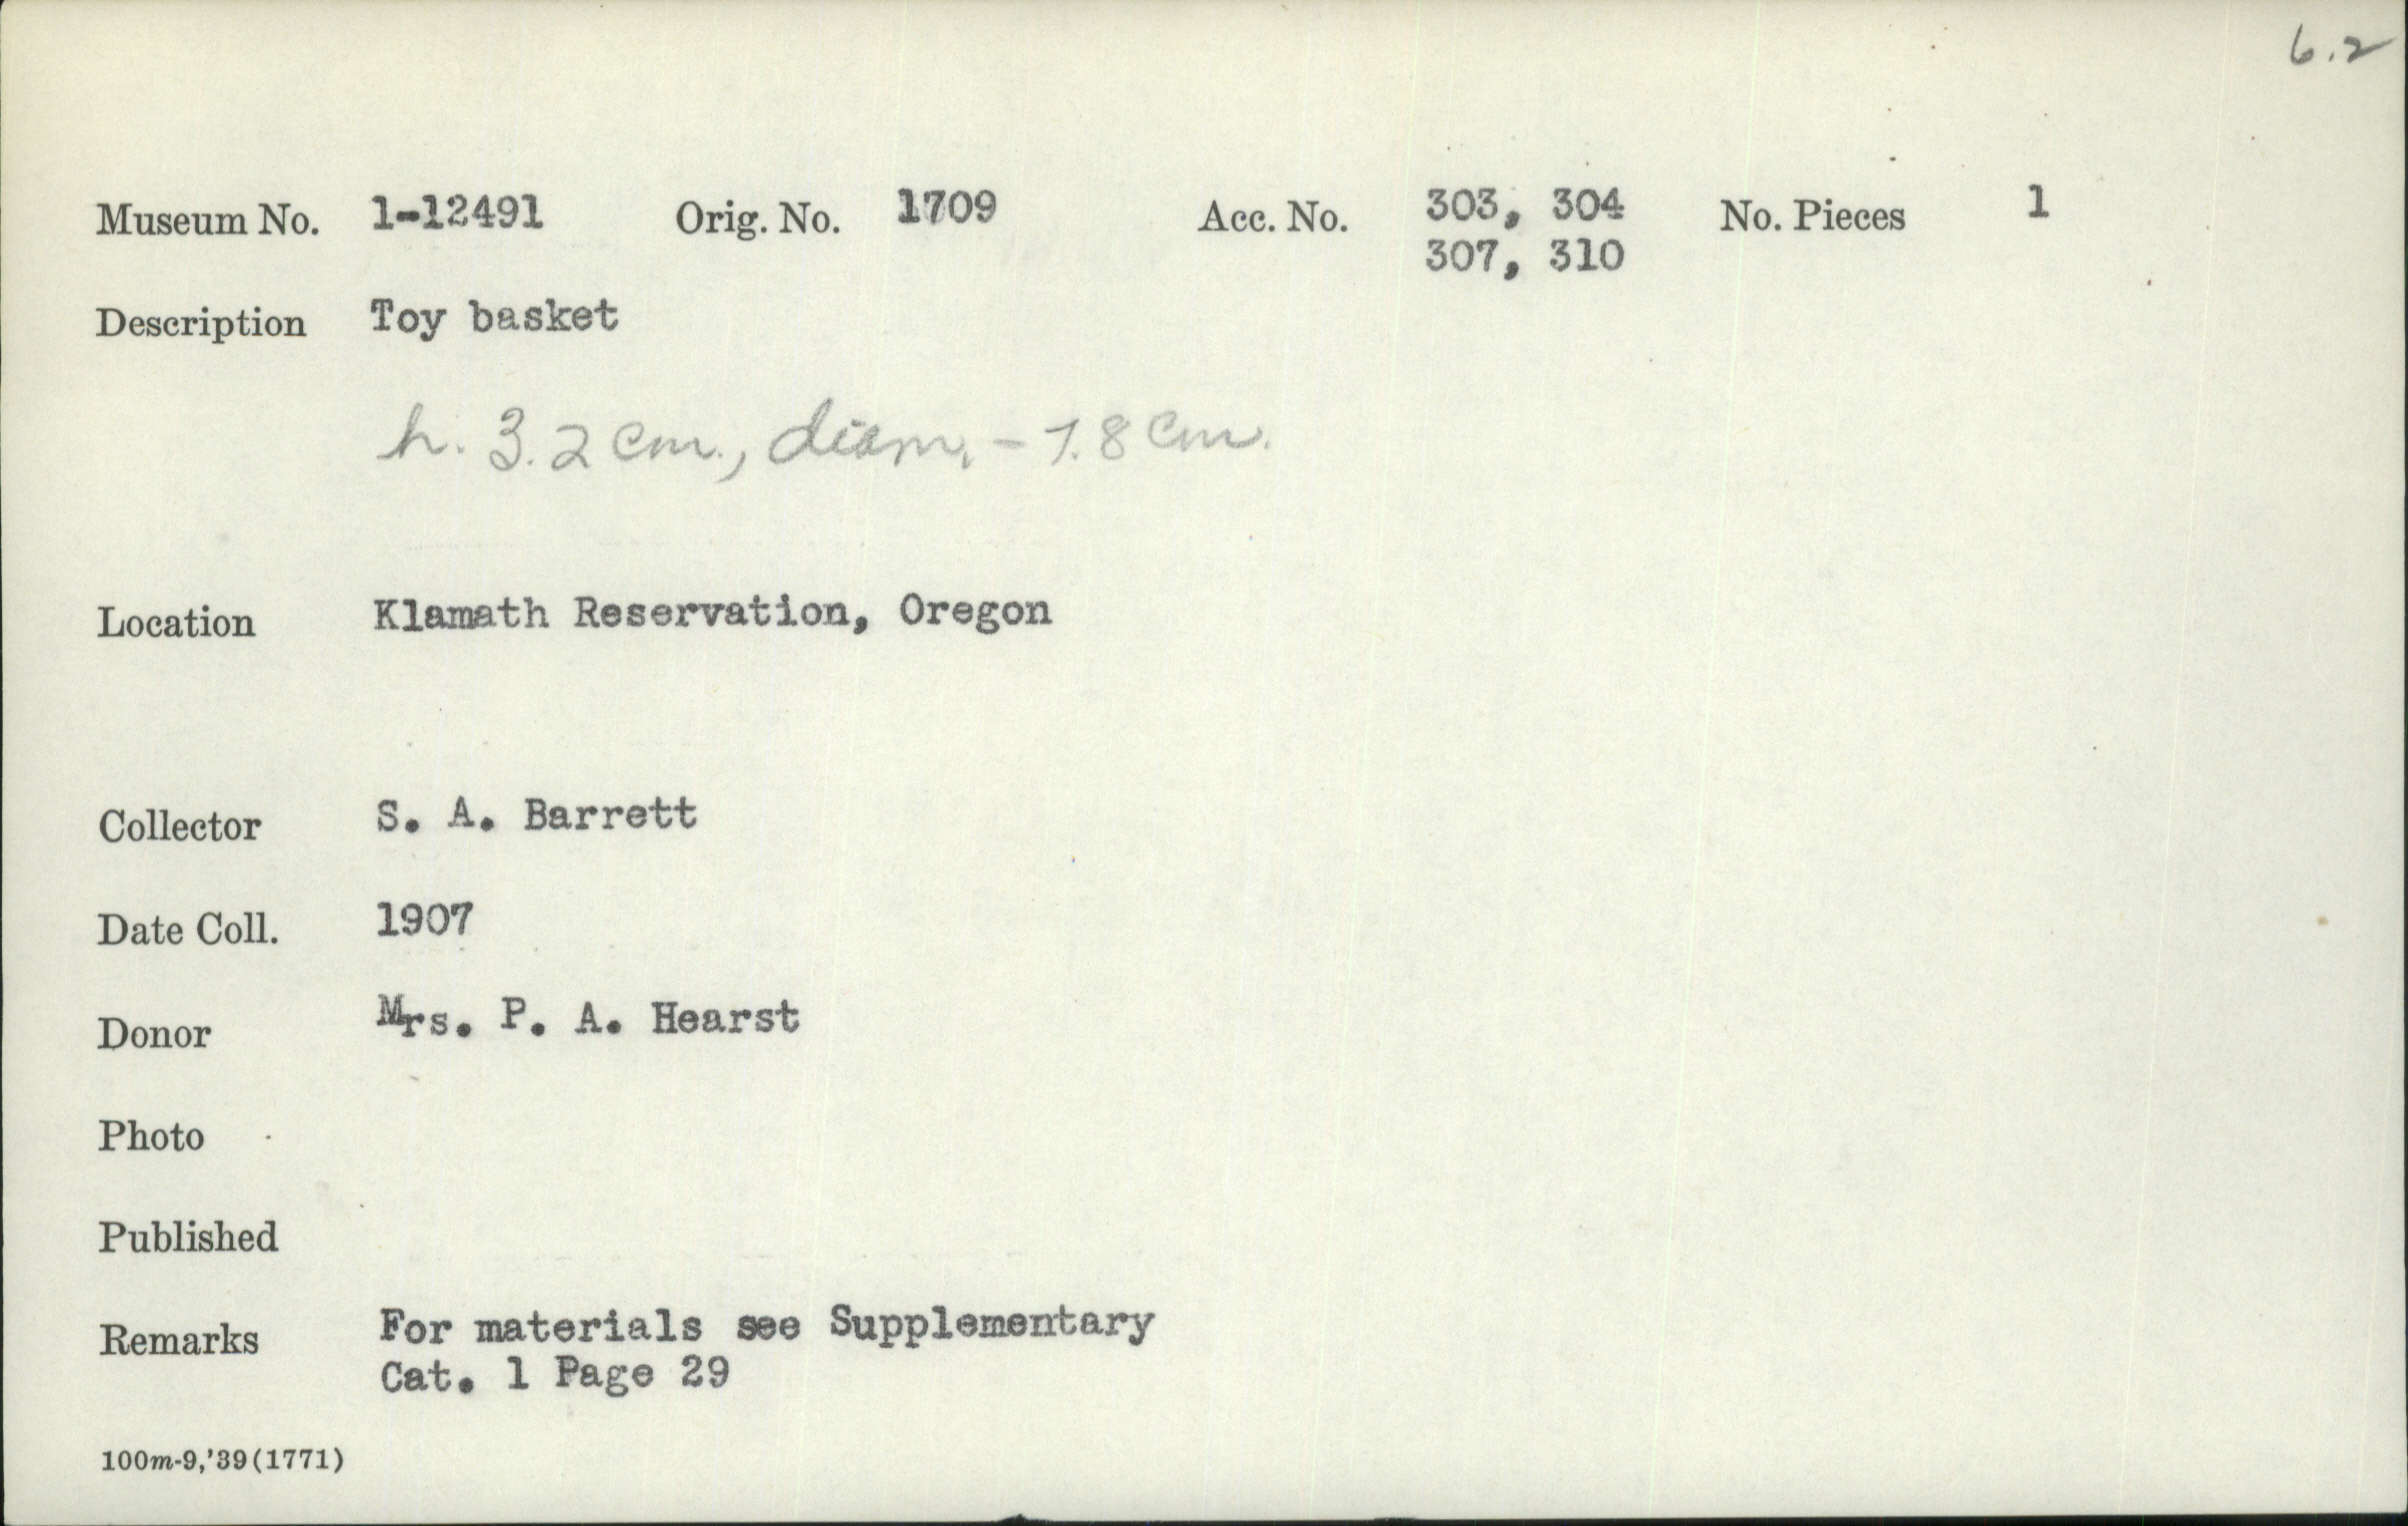 6.2
Museum No. 1-12491 Orig. No. 1709 Acc. No. 303, 304 No. Pieces 1
307, 310
Description Toy basket
h. 3.2 cm., diam. - 7.8 cm.
Location Klamath Reservation, Oregon
Collector S. A. Barrett
Date Coll. 1907
Donor Mrs. P. A. Hearst
Photo
Published
Remarks For materials see Supplementary
Cat. 1 Page 29
100m-9,'39(1771)